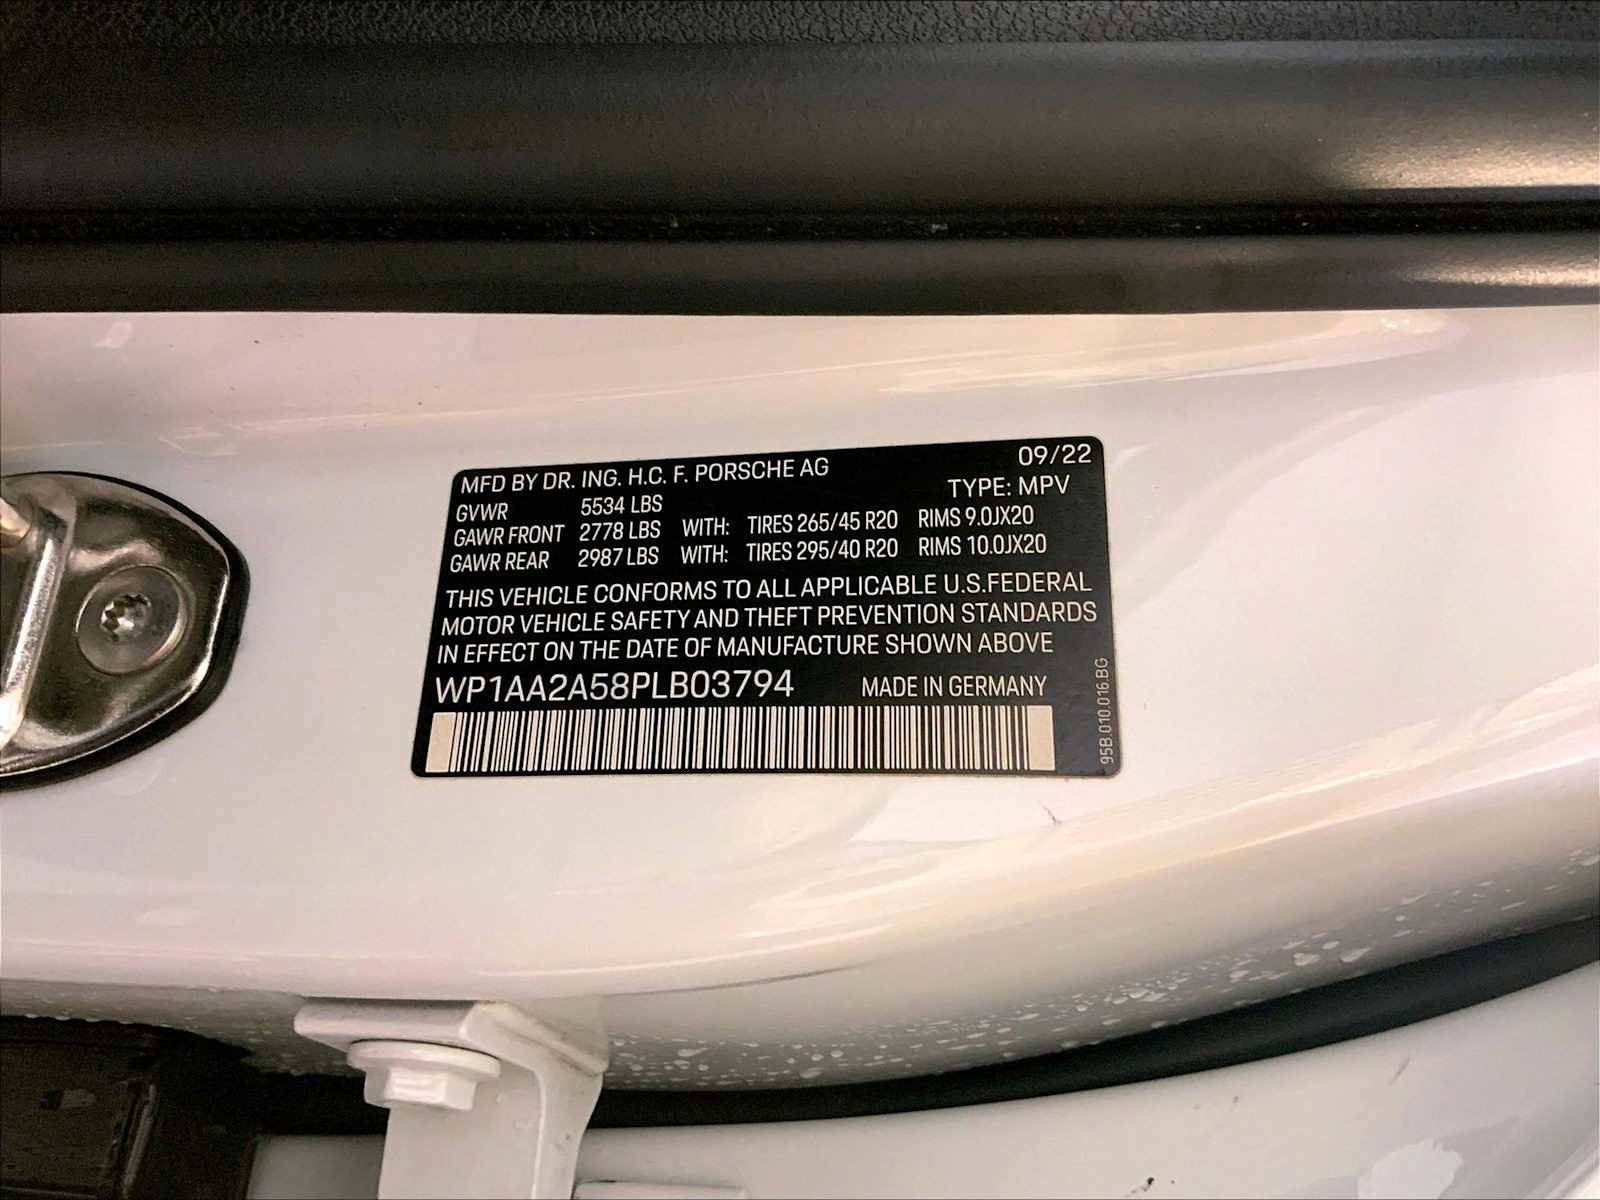 MFD BY DR. ING. H.C. F. PORSCHE AG 09/22
GVWR 5534 LBS TYPE: MPV
GAWR FRONT 2778 LBS WITH: TIRES 265/45 R20 RIMS 9.0JX20
GAWR REAR 2987 LBS WITH: TIRES 295/40 R20 RIMS 10.0JX20
THIS VEHICLE CONFORMS TO ALL APPLICABLE U.S.FEDERAL
MOTOR VEHICLE SAFETY AND THEFT PREVENTION STANDARDS
IN EFFECT ON THE DATE OF MANUFACTURE SHOWN ABOVE
WP1AA2A58PLB03794 MADE IN GERMANY
95B.010.016.BG